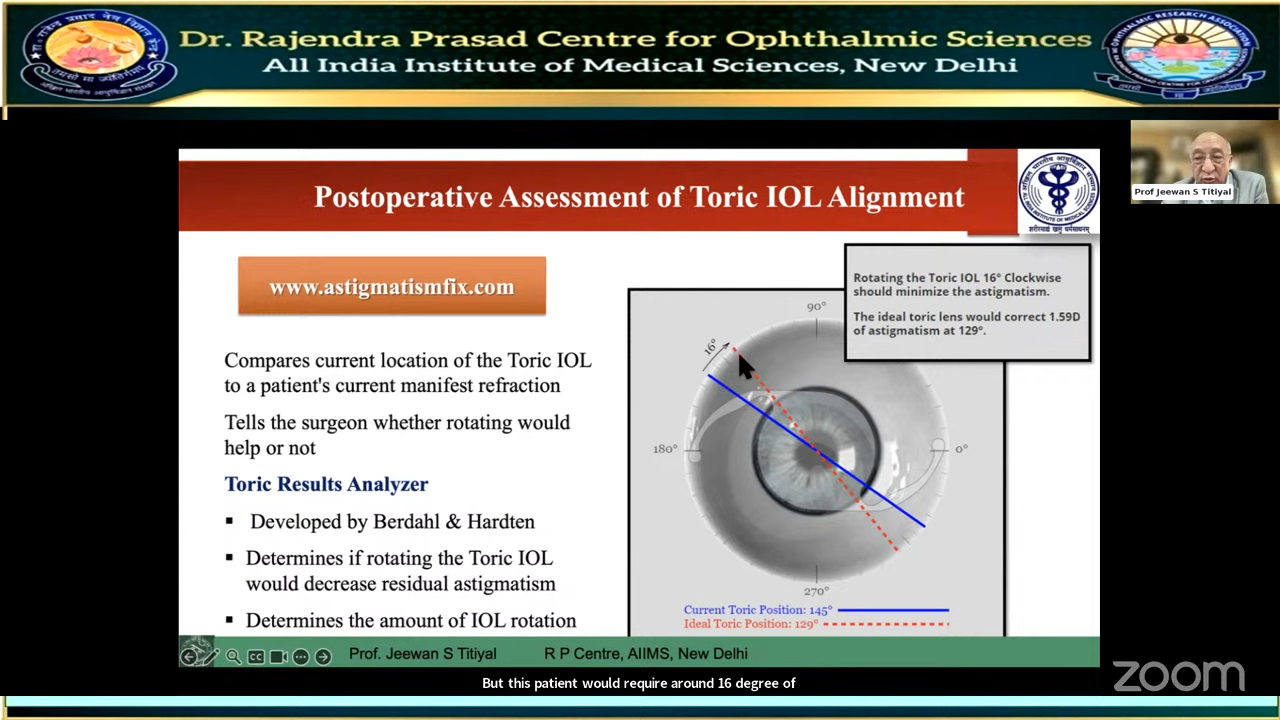 Dr. Rajendra Prasad Centre for Ophthalmic Sciences
All India Institute of Medical Sciences, New Delhi
Prof Jeewan S Titiyal
Postoperative Assessment of Toric IOL Alignment
www.astigmatismfix.com
Compares current location of the Toric IOL
to a patient's current manifest refraction
Tells the surgeon whether rotating would
help or not
Toric Results Analyzer
▪ Developed by Berdahl & Hardten
▪ Determines if rotating the Toric IOL
would decrease residual astigmatism
▪ Determines the amount of IOL rotation
Rotating the Toric IOL 16° Clockwise
should minimize the astigmatism.
The ideal toric lens would correct 1.59D
of astigmatism at 129°.
90°
16°
180°
0°
270°
Current Toric Position: 145°
Ideal Toric Position: 129°
CC
Prof. Jeewan S Titiyal R P Centre, AIIMS, New Delhi
zoom
But this patient would require around 16 degree of